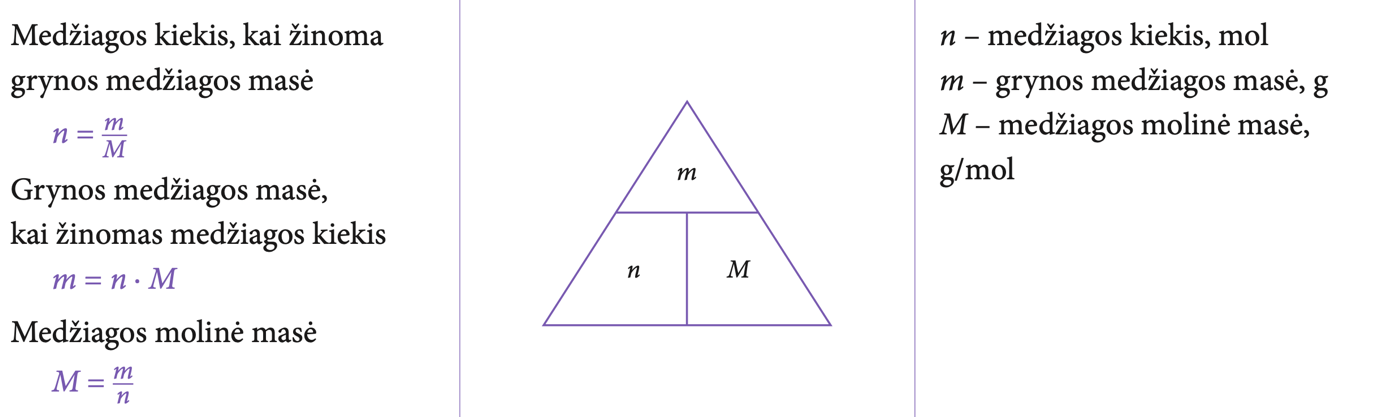 Medžiagos kiekis, kai žinoma
grynos medžiagos masė
n = m/M
Grynos medžiagos masė,
kai žinomas medžiagos kiekis
m = n · M
Medžiagos molinė masė
M = m/n
m
n M
n – medžiagos kiekis, mol
m – grynos medžiagos masė, g
M – medžiagos molinė masė,
g/mol